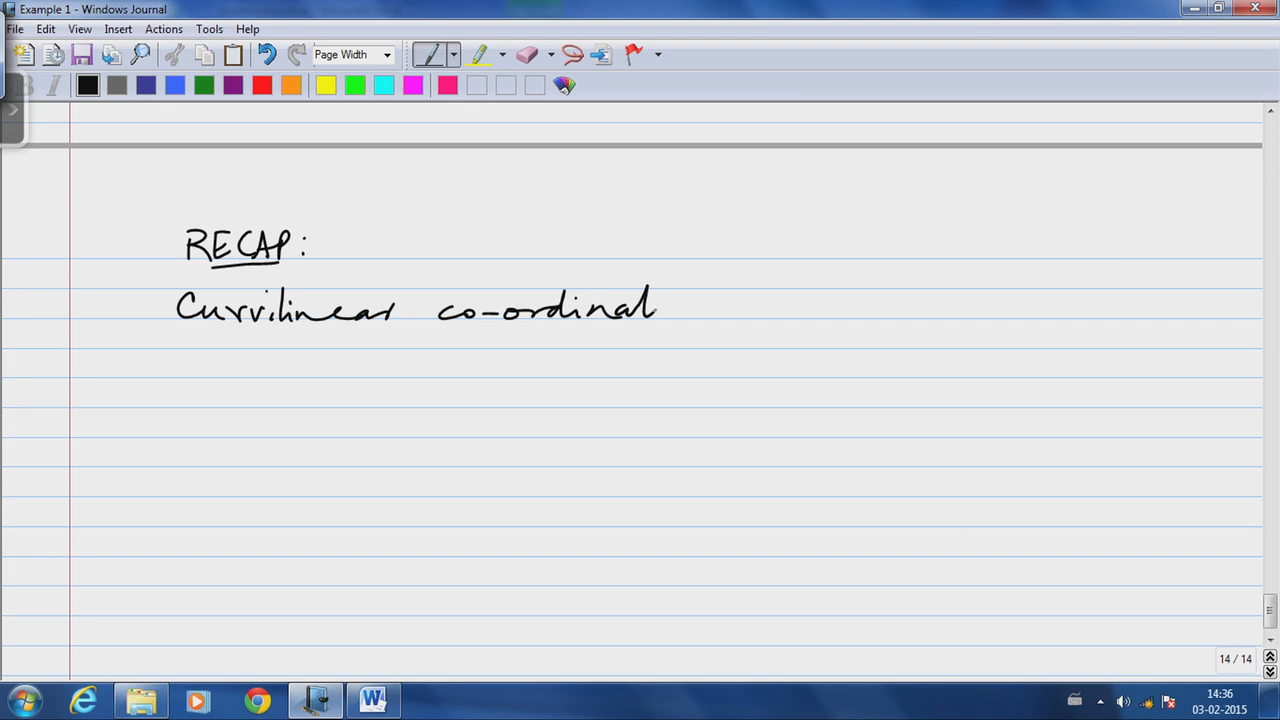 Example 1 - Windows Journal
File Edit View Insert Actions Tools Help
Page Width
B I
RECAP:
Curvilinear co-ordinat
14 / 14
14:36
03-02-2015